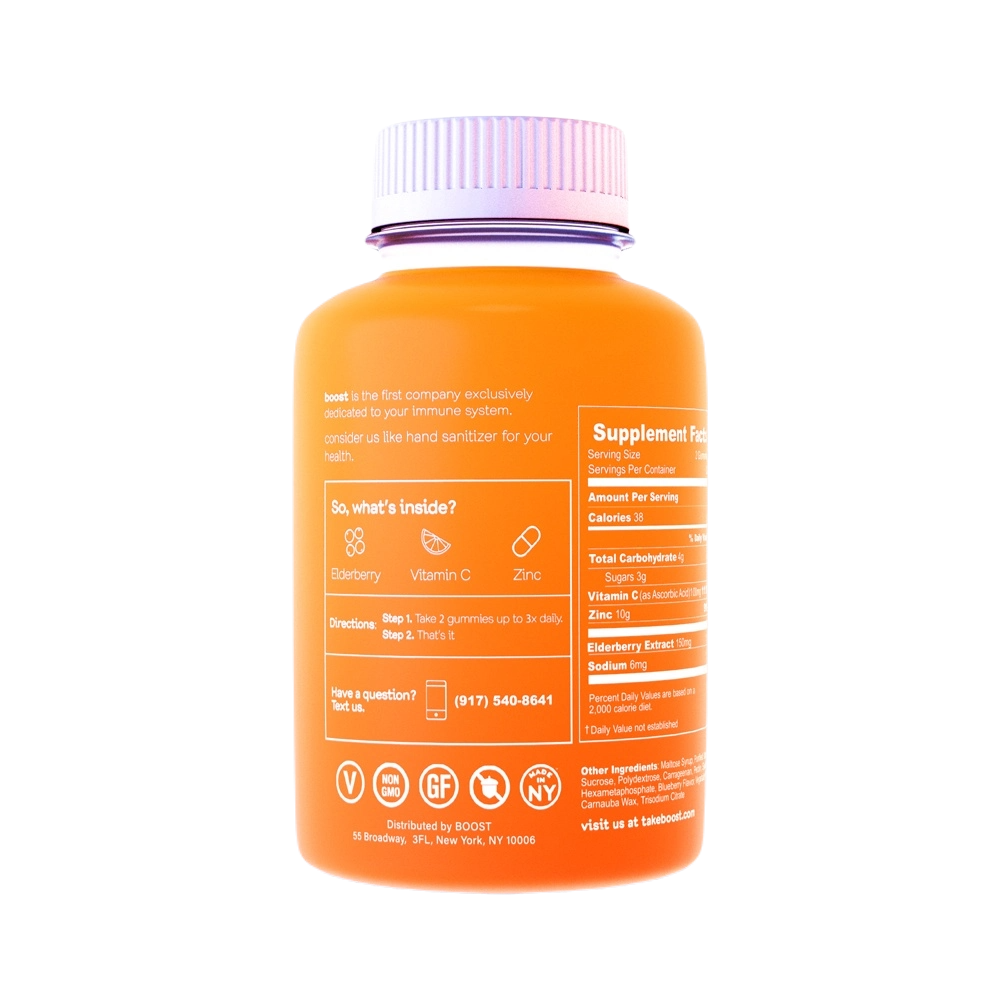 boost is the first company exclusively
dedicated to your immune system.
consider us like hand sanitizer for your
health.
So, what's inside?
Elderberry
Vitamin C
Zinc
Directions:
Step 1. Take 2 gummies up to 3x daily.
Step 2. That's it
Have a question?
Text us.
(917) 540-8641
V
NON
GMO
GF
MADE
IN
NY
Distributed by BOOST
55 Broadway, 3FL, New York, NY 10006
Supplement Facts
Serving Size
Servings Per Container
Amount Per Serving
Calories 38
% Daily
Total Carbohydrate 4g
Sugars 3g
Vitamin C (as Ascorbic Acid)
Zinc 10g
Elderberry Extract 150mg
Sodium 6mg
Percent Daily Values are based on a
2,000 calorie diet.
† Daily Value not established
Other Ingredients: Maltose Syrup,
Sucrose, Polydextrose, Carrageenan,
Hexametaphosphate, Blueberry Flavor,
Carnauba Wax, Trisodium Citrate
visit us at takeboost.com